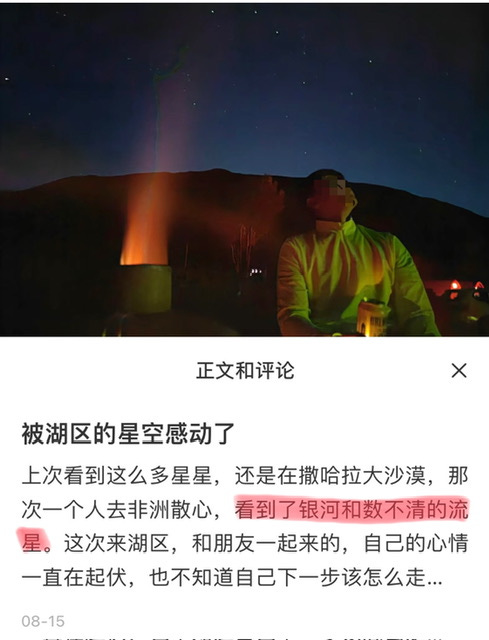 正文和评论
被湖区的星空感动了
上次看到这么多星星，还是在撒哈拉大沙漠，那
次一个人去非洲散心，看到了银河和数不清的流
星。这次来湖区，和朋友一起来的，自己的心情
一直在起伏，也不知道自己下一步该怎么走...
08-15